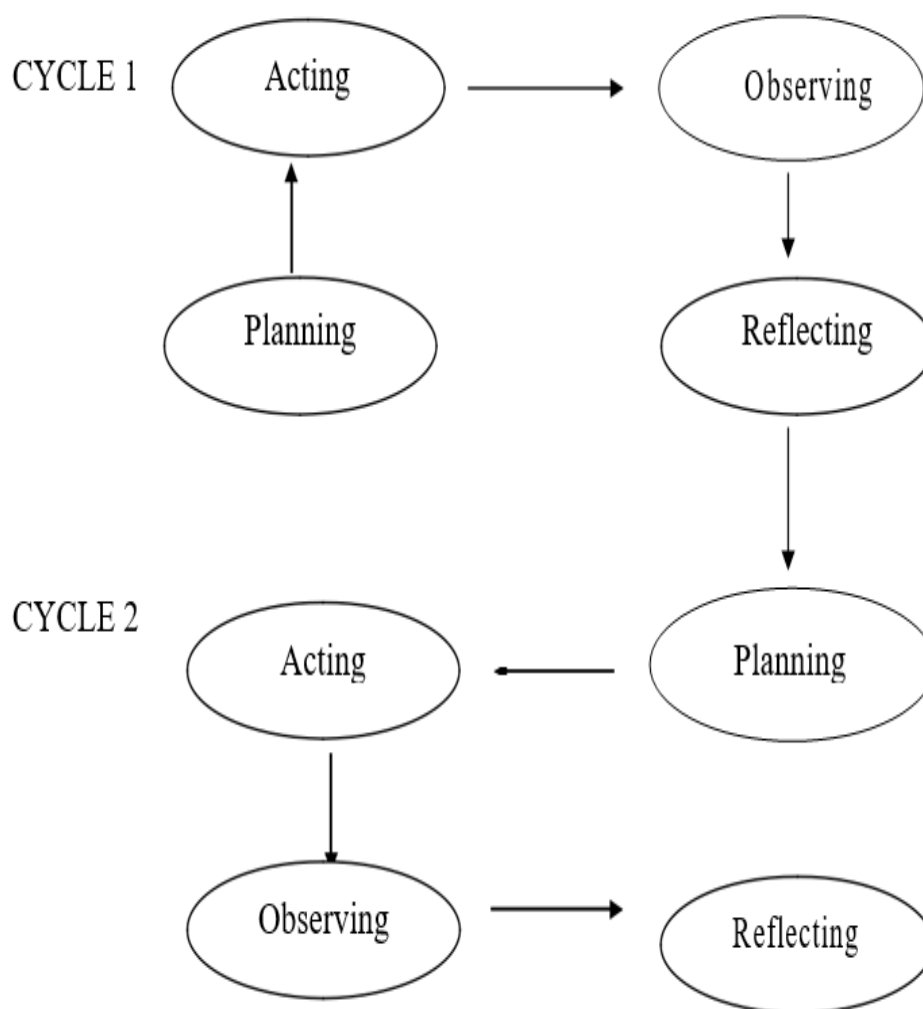 CYCLE 1
Acting
Observing
Planning
Reflecting
CYCLE 2
Acting
Planning
Observing
Reflecting